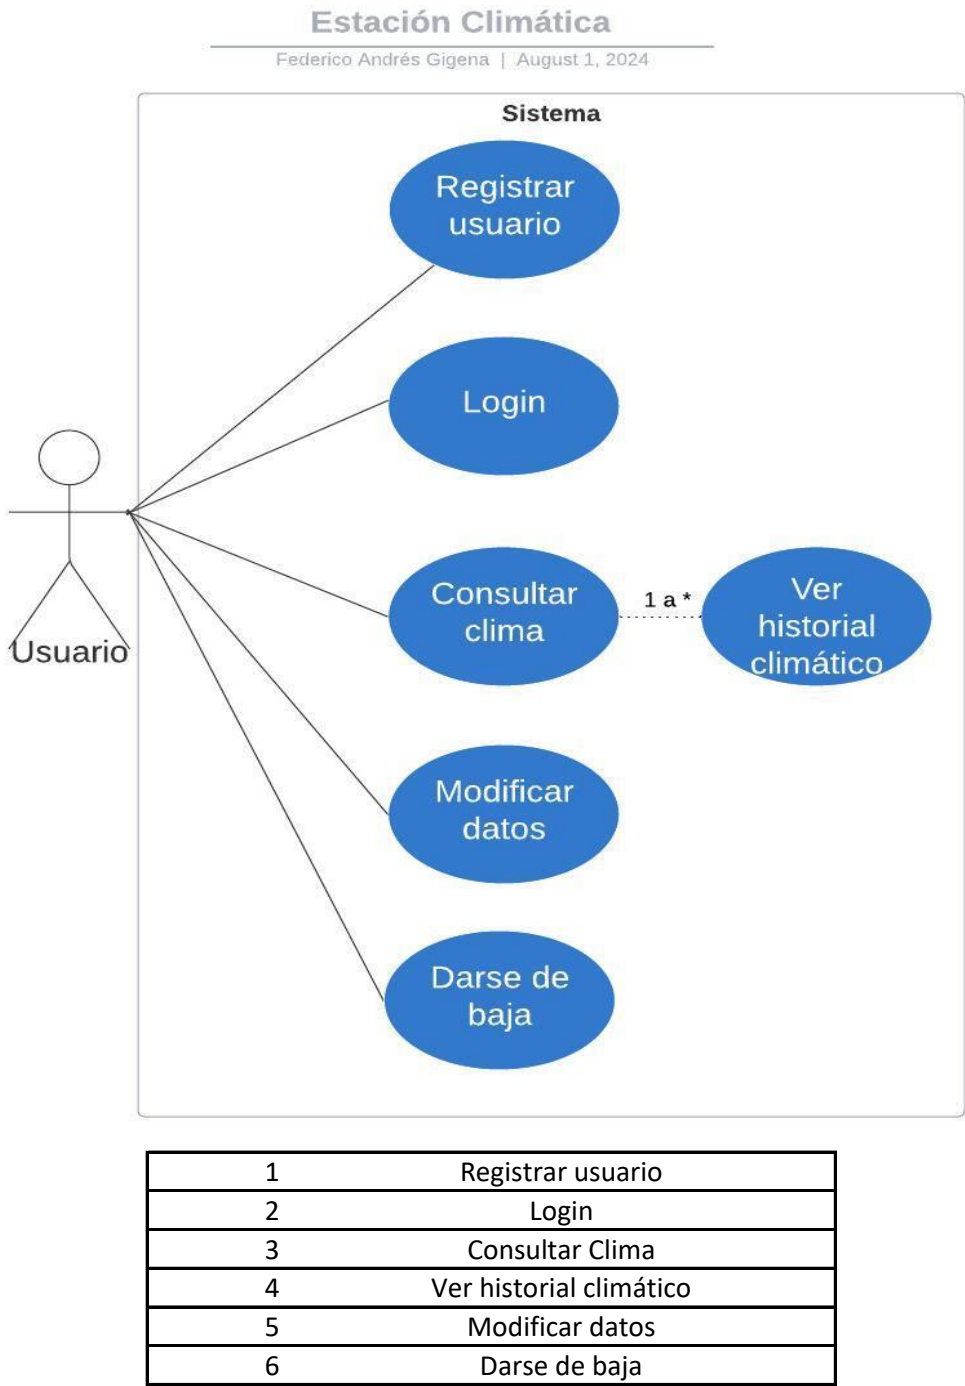 Estación Climática
Federico Andrés Gigena | August 1, 2024
Sistema
Registrar
usuario
Login
Consultar
clima
1 a *
Ver
historial
climático
Usuario
Modificar
datos
Darse de
baja
1 Registrar usuario
2 Login
3 Consultar Clima
4 Ver historial climático
5 Modificar datos
6 Darse de baja